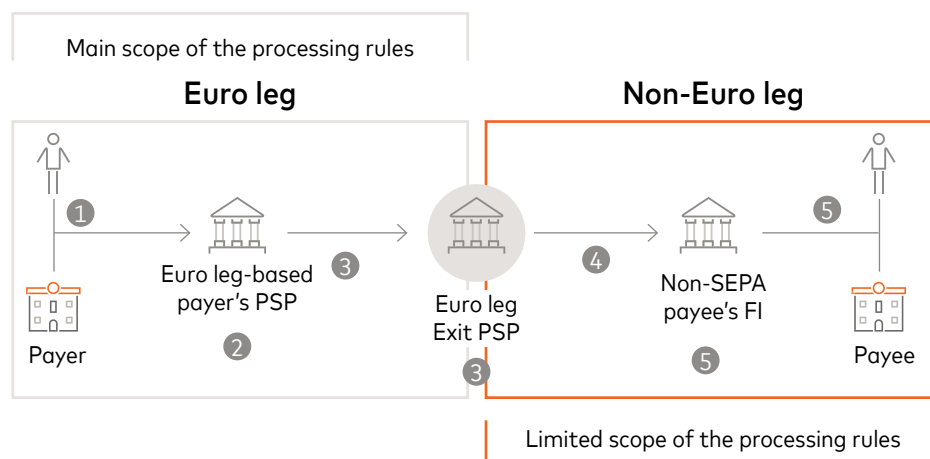 Main scope of the processing rules
Euro leg
Non-Euro leg
1
3
4
5
Euro leg-based
payer's PSP
Euro leg
Exit PSP
Non-SEPA
payee's FI
Payer
2
3
5
Payee
Limited scope of the processing rules